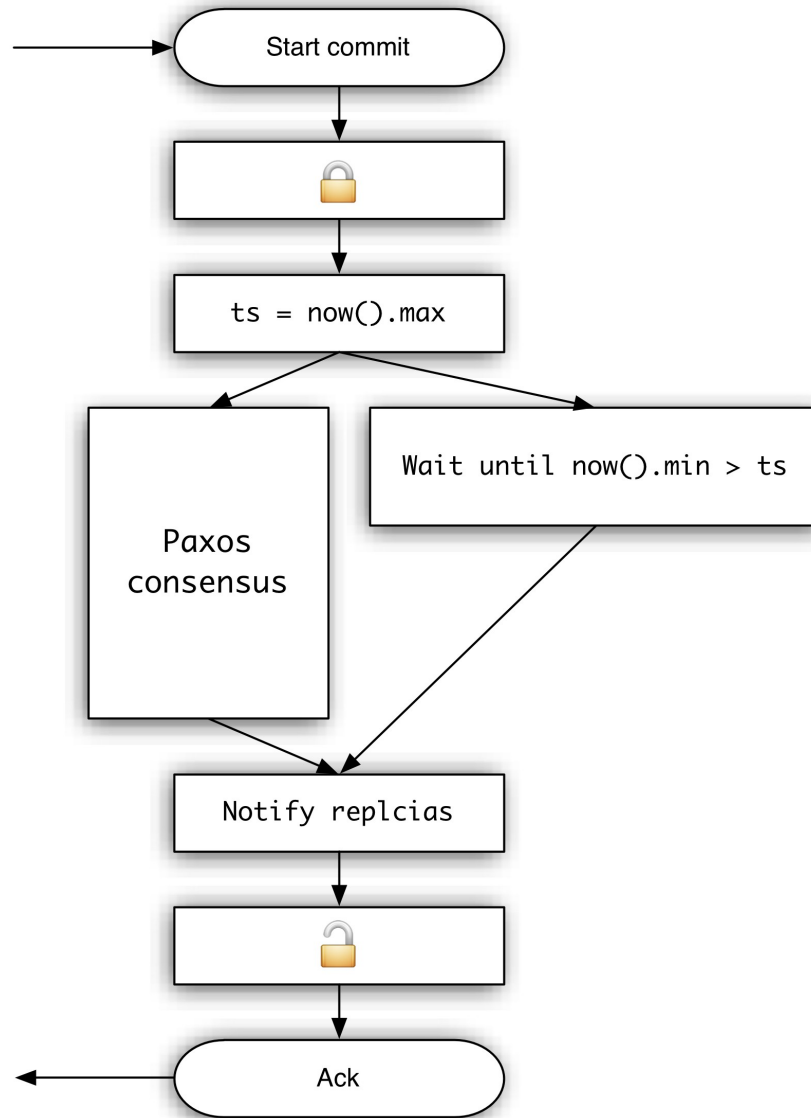 Start commit
ts = now().max
Wait until now().min > ts
Paxos
consensus
Notify replcias
Ack